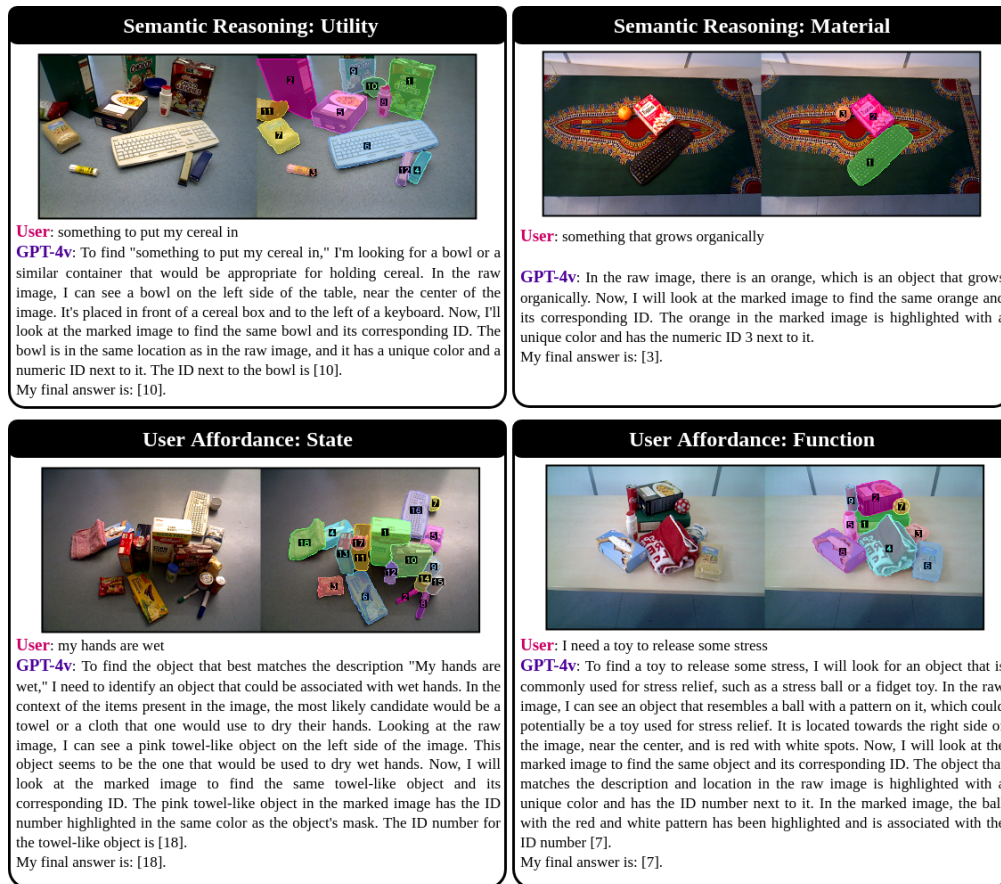 Semantic Reasoning: Utility
User: something to put my cereal in
GPT-4v: To find "something to put my cereal in," I'm looking for a bowl or a
similar container that would be appropriate for holding cereal. In the raw
image, I can see a bowl on the left side of the table, near the center of the
image. It's placed in front of a cereal box and to the left of a keyboard. Now, I'll
look at the marked image to find the same bowl and its corresponding ID. The
bowl is in the same location as in the raw image, and it has a unique color and a
numeric ID next to it. The ID next to the bowl is [10].
My final answer is: [10].
Semantic Reasoning: Material
User: something that grows organically
GPT-4v: In the raw image, there is an orange, which is an object that grows
organically. Now, I will look at the marked image to find the same orange and
its corresponding ID. The orange in the marked image is highlighted with a
unique color and has the numeric ID 3 next to it.
My final answer is: [3].
User Affordance: State
User: my hands are wet
GPT-4v: To find the object that best matches the description "My hands are
wet," I need to identify an object that could be associated with wet hands. In the
context of the items present in the image, the most likely candidate would be a
towel or a cloth that one would use to dry their hands. Looking at the raw
image, I can see a pink towel-like object on the left side of the image. This
object seems to be the one that would be used to dry wet hands. Now, I will
look at the marked image to find the same towel-like object and its
corresponding ID. The pink towel-like object in the marked image has the ID
number highlighted in the same color as the object's mask. The ID number for
the towel-like object is [18].
My final answer is: [18].
User Affordance: Function
User: I need a toy to release some stress
GPT-4v: To find a toy to release some stress, I will look for an object that is
commonly used for stress relief, such as a stress ball or a fidget toy. In the raw
image, I can see an object that resembles a ball with a pattern on it, which could
potentially be a toy used for stress relief. It is located towards the right side of
the image, near the center, and is red with white spots. Now, I will look at the
marked image to find the same object and its corresponding ID. The object that
matches the description and location in the raw image is highlighted with a
unique color and has the ID number next to it. In the marked image, the ball
with the red and white pattern has been highlighted and is associated with the
ID number [7].
My final answer is: [7].